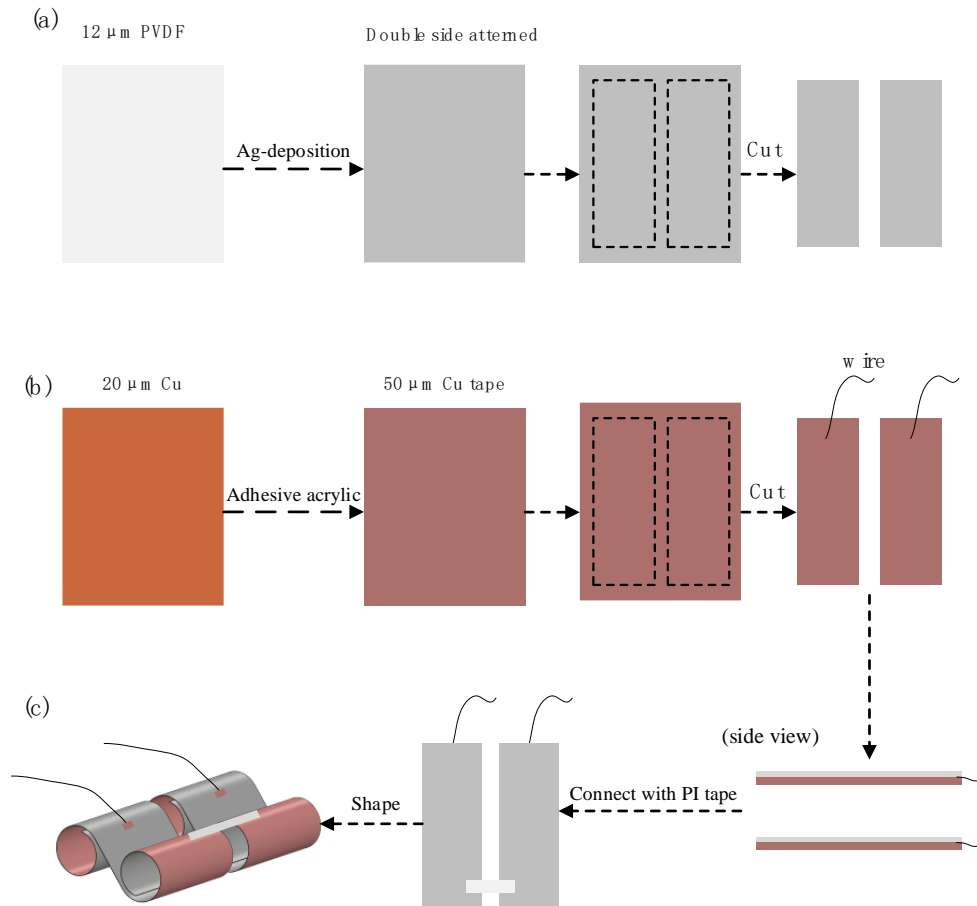 (a)
12 μm PVDF
Double side atterned
Ag-deposition
Cut
(b)
20 μm Cu
50 μm Cu tape
wire
Adhesive acrylic
Cut
(c)
(side view)
Shape
Connect with PI tape